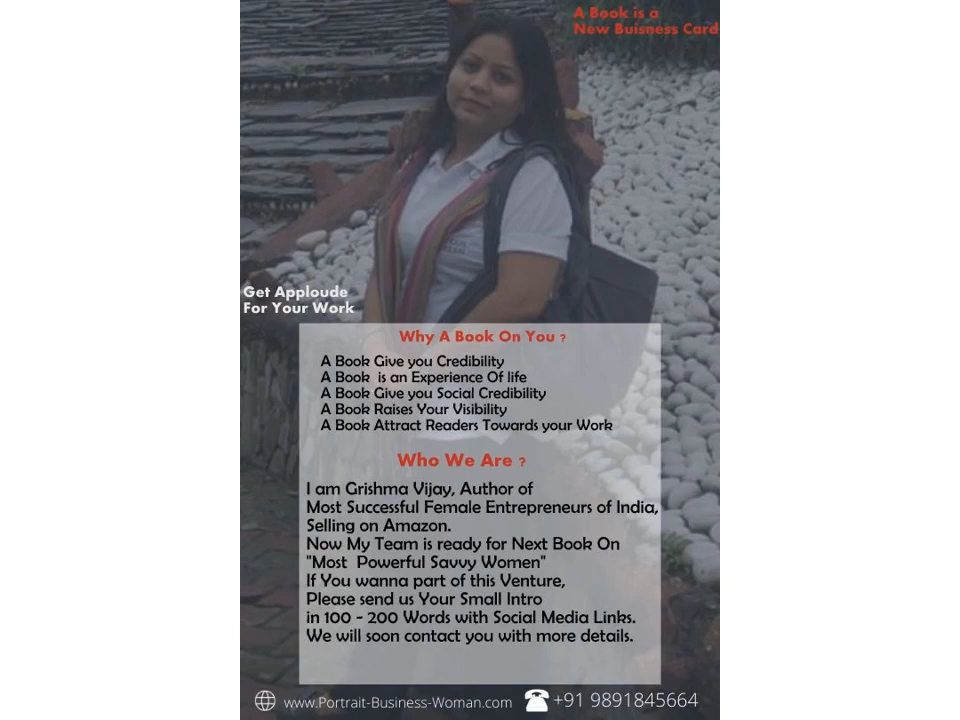 A Book is a
New Buisness Card
Get Apploude
For Your Work
Why A Book On You ?
A Book Give you Credibility
A Book is an Experience Of life
A Book Give you Social Credibility
A Book Raises Your Visibility
A Book Attract Readers Towards your Work
Who We Are ?
I am Grishma Vijay, Author of
Most Successful Female Entrepreneurs of India,
Selling on Amazon.
Now My Team is ready for Next Book On
"Most Powerful Savvy Women"
If You wanna part of this Venture,
Please send us Your Small Intro
in 100 - 200 Words with Social Media Links.
We will soon contact you with more details.
www.Portrait-Business-Woman.com
+91 9891845664